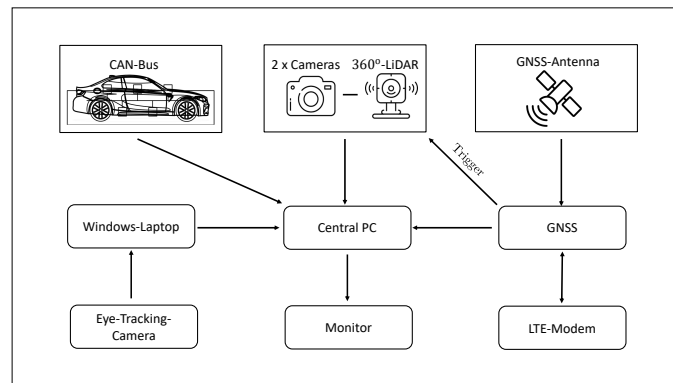 CAN-Bus
2 x Cameras
360°-LiDAR
GNSS-Antenna
Trigger
Windows-Laptop
Central PC
GNSS
Eye-Tracking-
Camera
Monitor
LTE-Modem